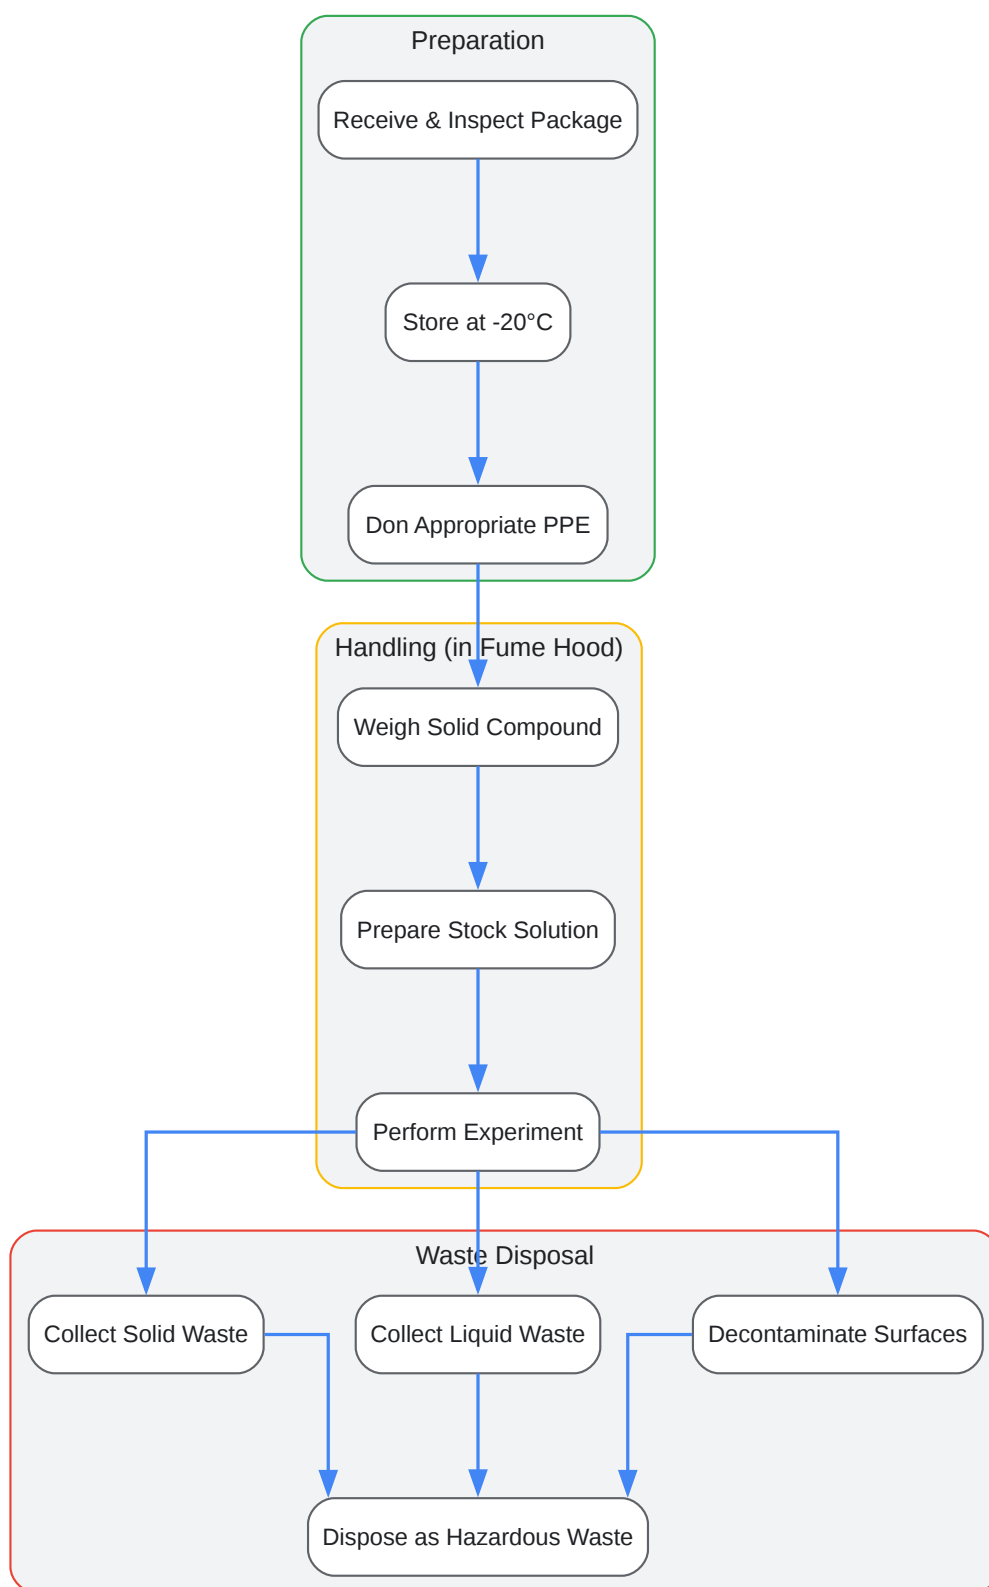 Preparation
Receive & Inspect Package
Store at -20°C
Don Appropriate PPE
Handling (in Fume Hood)
Weigh Solid Compound
Prepare Stock Solution
Perform Experiment
Waste Disposal
Collect Solid Waste
Collect Liquid Waste
Decontaminate Surfaces
Dispose as Hazardous Waste